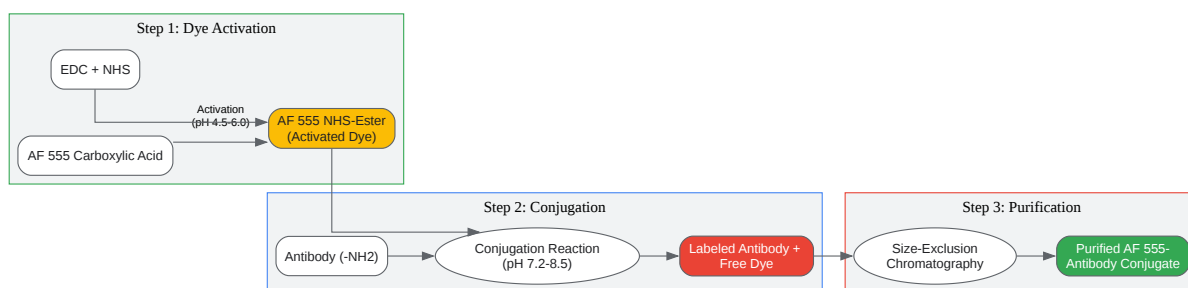 Step 1: Dye Activation
EDC + NHS
Activation
(pH 4.5-6.0)
AF 555 NHS-Ester
(Activated Dye)
AF 555 Carboxylic Acid
Step 2: Conjugation
Antibody (-NH2)
Conjugation Reaction
(pH 7.2-8.5)
Labeled Antibody +
Free Dye
Step 3: Purification
Size-Exclusion
Chromatography
Purified AF 555-
Antibody Conjugate